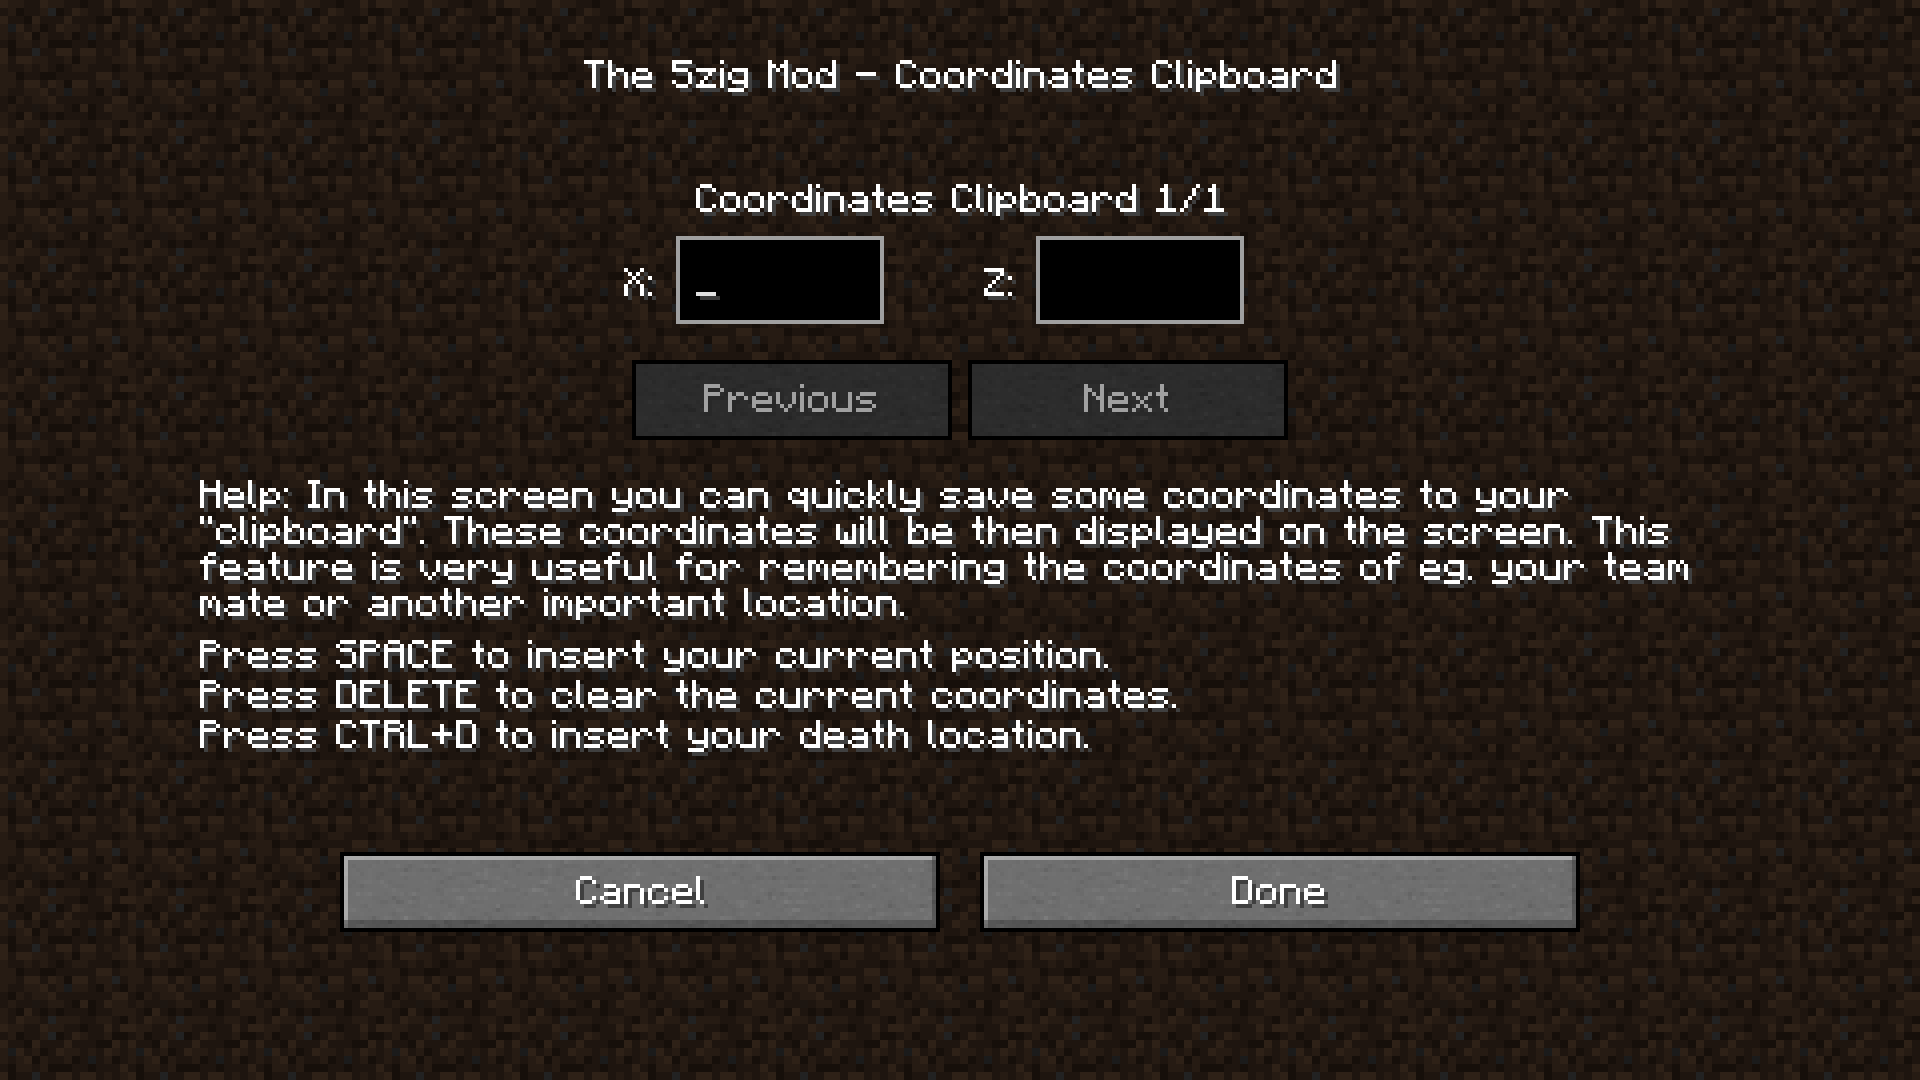 The 5zig Mod - Coordinates Clipboard
Coordinates Clipboard 1/1
X: _ Z:
Previous Next
Help: In this screen you can quickly save some coordinates to your
"clipboard". These coordinates will be then displayed on the screen. This
feature is very useful for remembering the coordinates of eg. your team
mate or another important location.
Press SPACE to insert your current position.
Press DELETE to clear the current coordinates.
Press CTRL+D to insert your death location.
Cancel Done